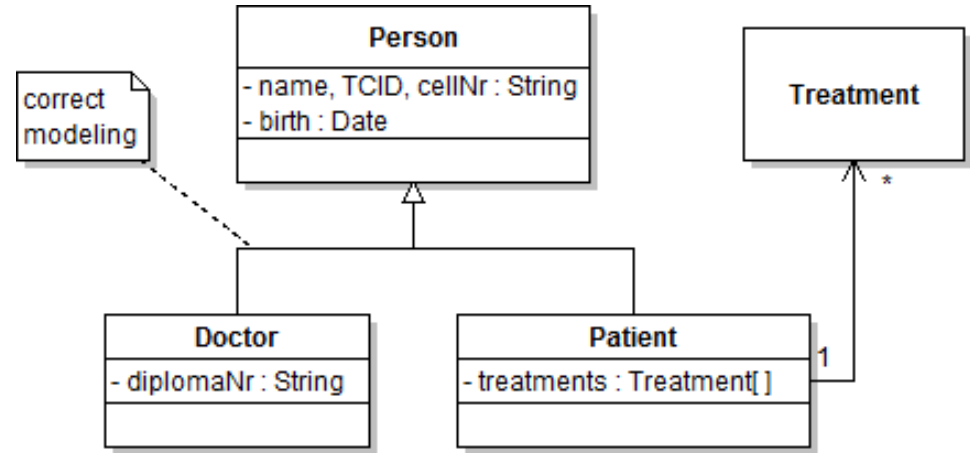 Person
- name, TCID, cellNr : String
- birth : Date
correct
modeling
Treatment
*
Doctor
- diplomaNr : String
Patient
- treatments : Treatment[ ]
1